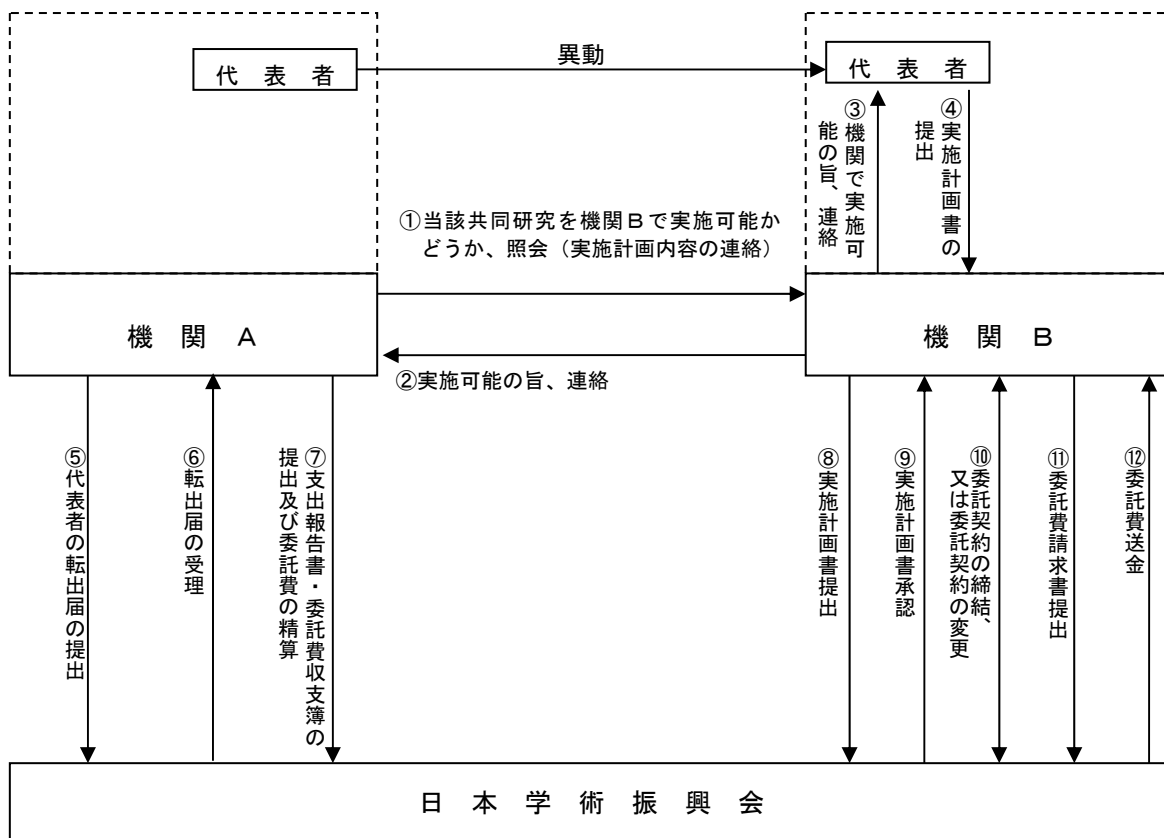 代表者
異動
代表者
③機関で実施可
能の旨、連絡
④実施計画書の
提出
①当該共同研究を機関Bで実施可能か
どうか、照会（実施計画内容の連絡）
機関A
機関B
②実施可能の旨、連絡
⑤代表者の転出届の提出
⑥転出届の受理
⑦支出報告書・委託費収支簿の
提出及び委託費の精算
⑧実施計画書提出
⑨実施計画書承認
⑩委託契約の締結、
又は委託契約の変更
⑪委託費請求書提出
⑫委託費送金
日本学術振興会